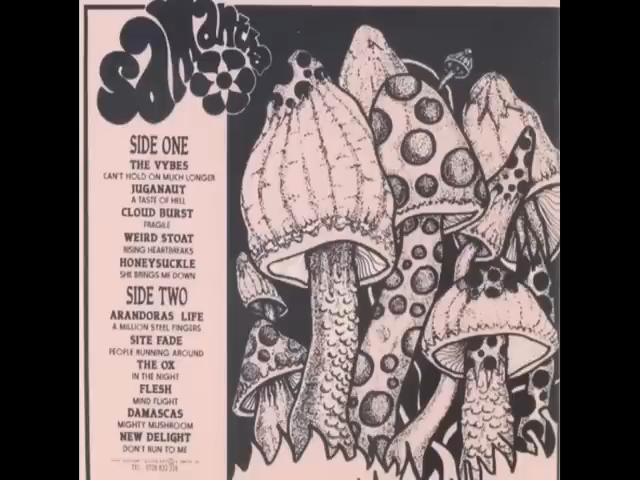 SaMantha
SIDE ONE
THE VYBES
CAN'T HOLD ON MUCH LONGER
JUGANAUT
A TASTE OF HELL
CLOUD BURST
FRAGILE
WEIRD STOAT
RISING HEARTBREAKS
HONEYSUCKLE
SHE BRINGS ME DOWN
SIDE TWO
ARANDORAS LIFE
A MILLION STEEL FINGERS
SITE FADE
PEOPLE RUNNING AROUND
THE OX
IN THE NIGHT
FLESH
MIND FLIGHT
DAMASCAS
MIGHTY MUSHROOM
NEW DELIGHT
DON'T RUN TO ME